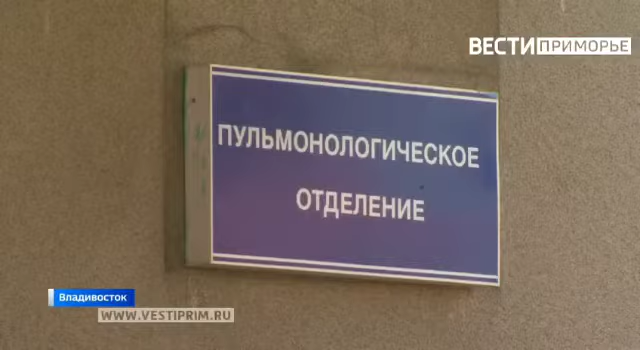 ВЕСТИ ПРИМОРЬЕ
ПУЛЬМОНОЛОГИЧЕСКОЕ
ОТДЕЛЕНИЕ
Владивосток
WWW.VESTIPRIM.RU